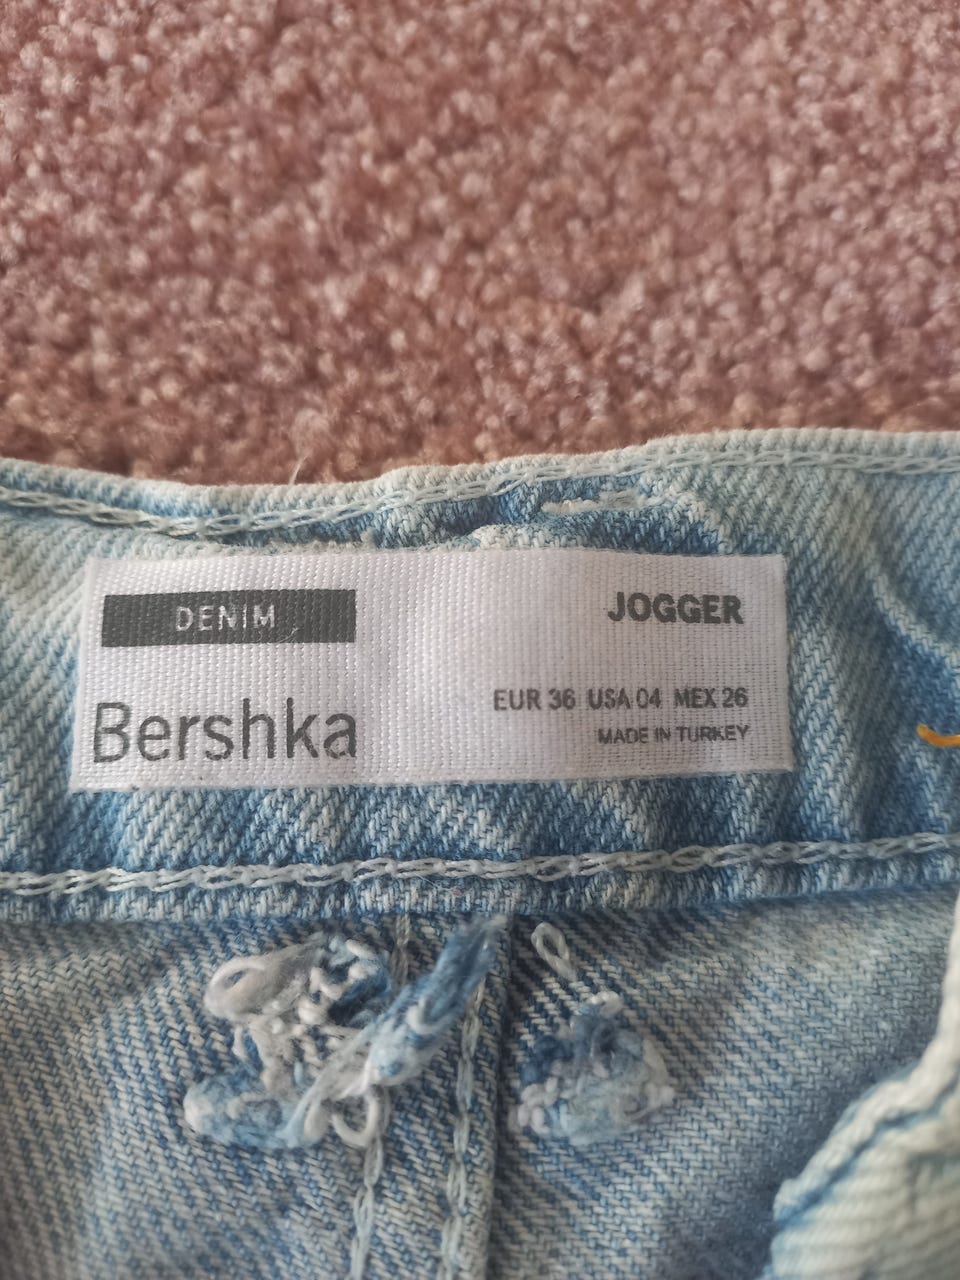 DENIM
Bershka
JOGGER
EUR 36 USA 04 MEX 26
MADE IN TURKEY